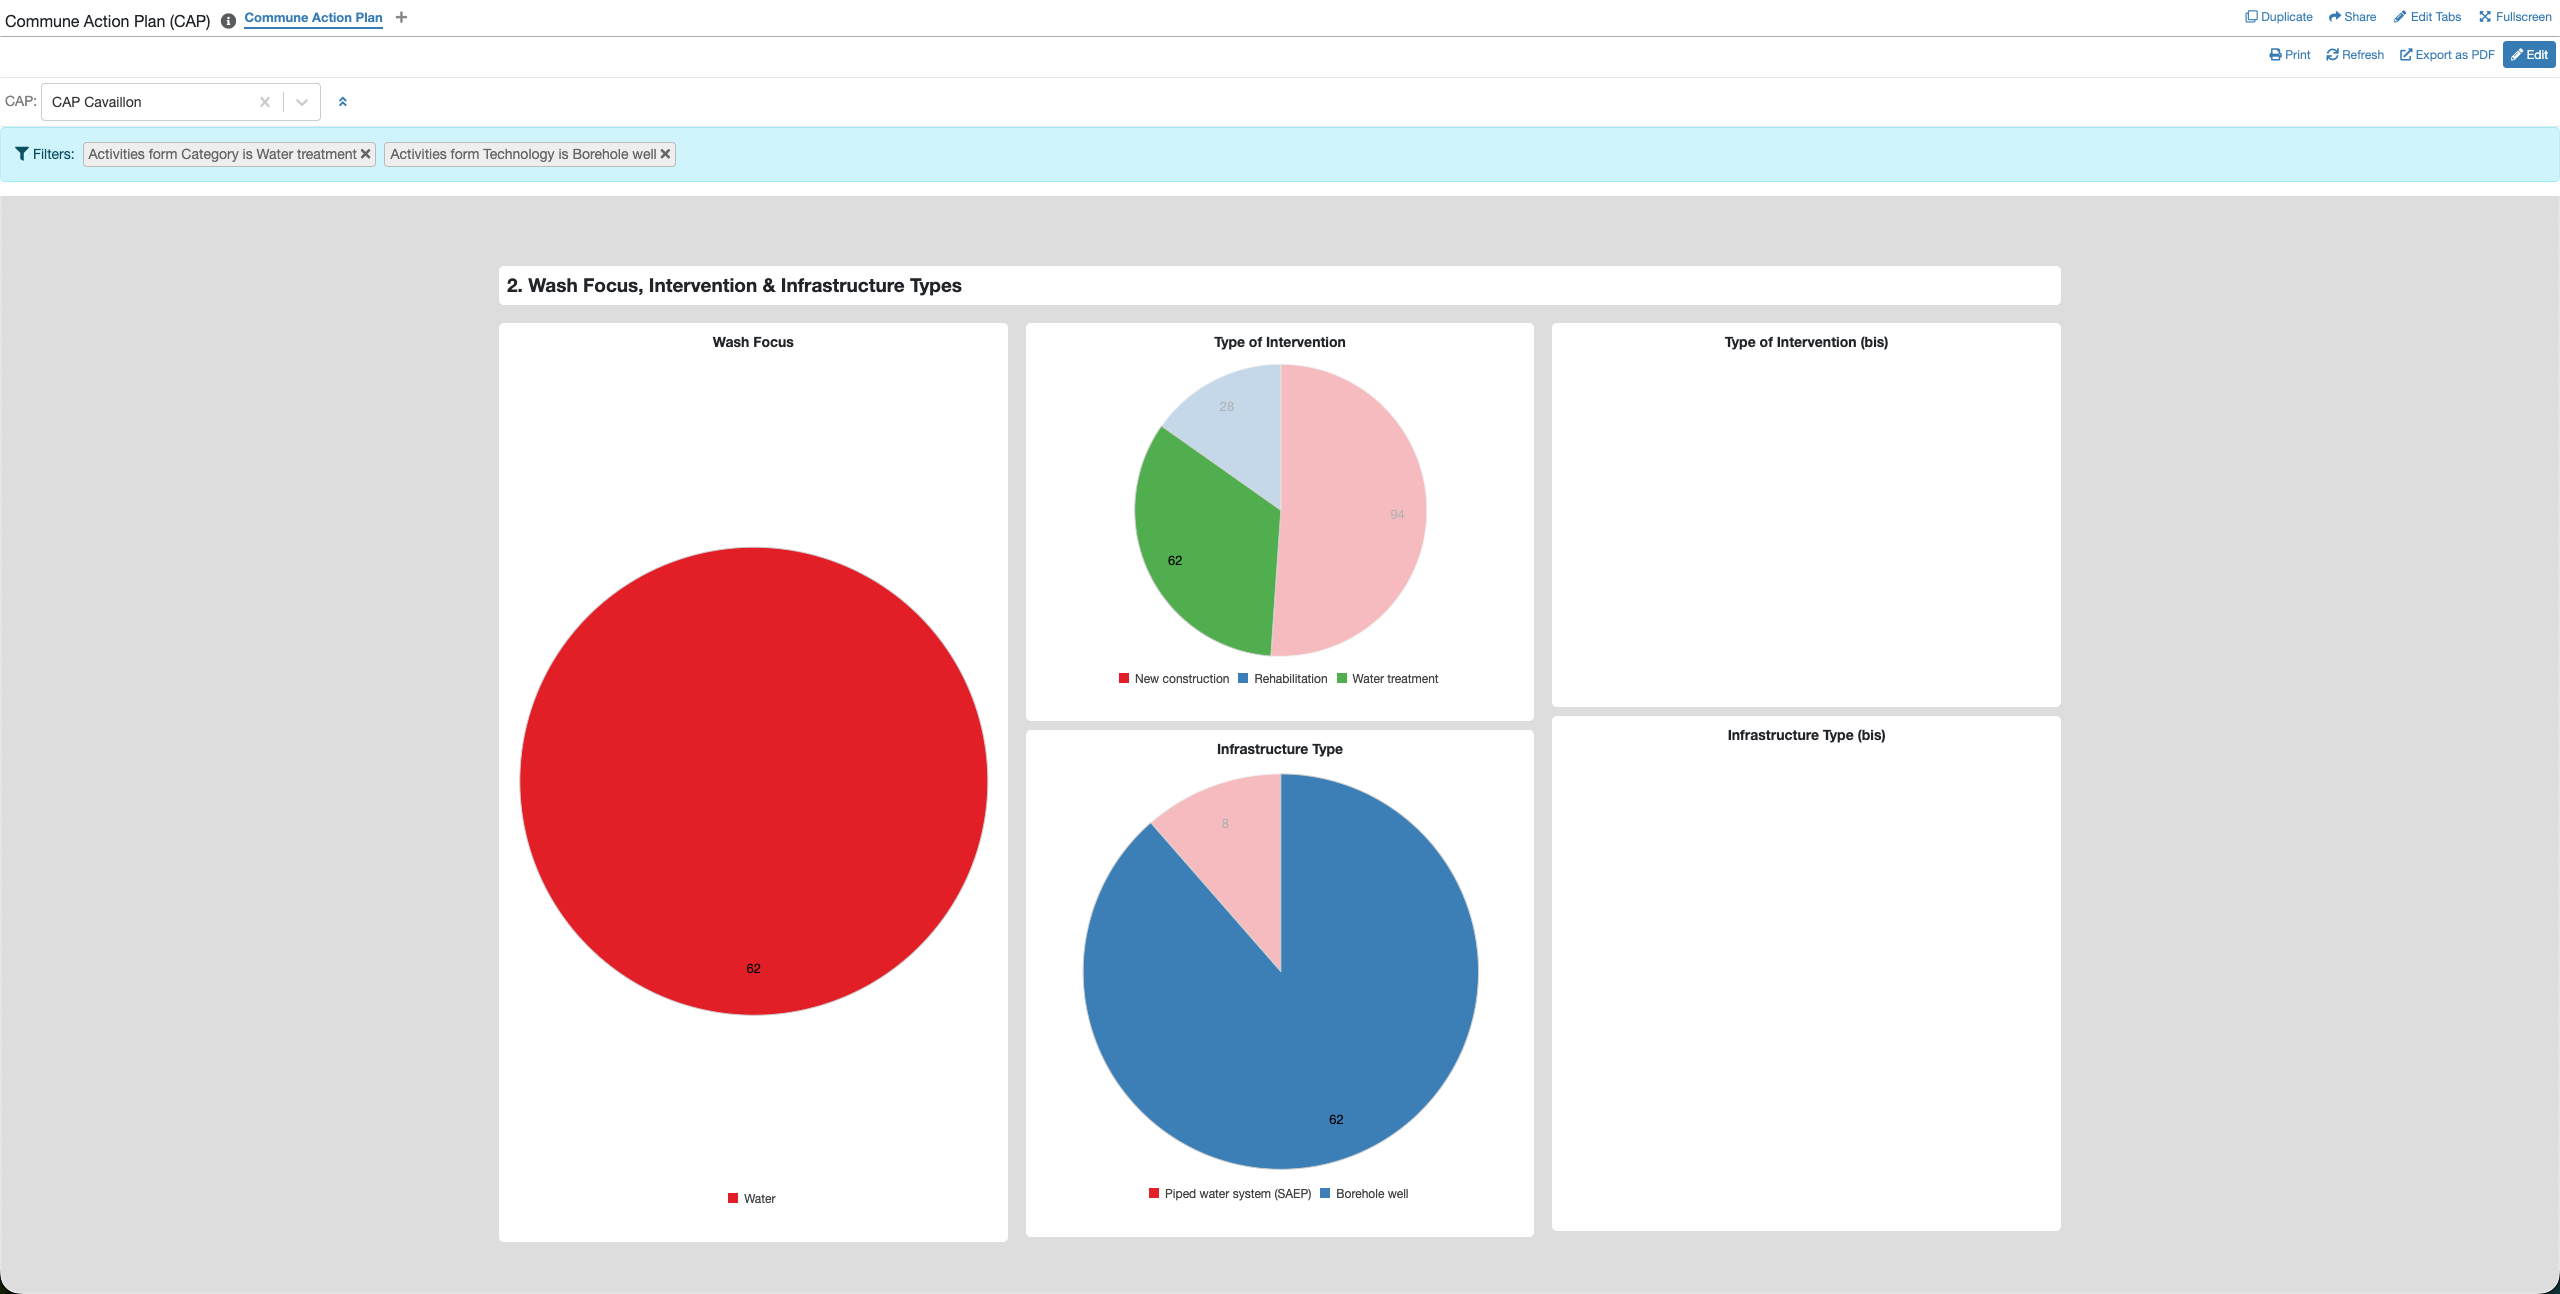 Commune Action Plan (CAP) Commune Action Plan +
Duplicate Share Edit Tabs Fullscreen
Print Refresh Export as PDF Edit
CAP: CAP Cavaillon
Filters: Activities form Category is Water treatment Activities form Technology is Borehole well
2. Wash Focus, Intervention & Infrastructure Types
Wash Focus
62
Water
Type of Intervention
28
94
62
New construction Rehabilitation Water treatment
Infrastructure Type
8
62
Piped water system (SAEP) Borehole well
Type of Intervention (bis)
Infrastructure Type (bis)